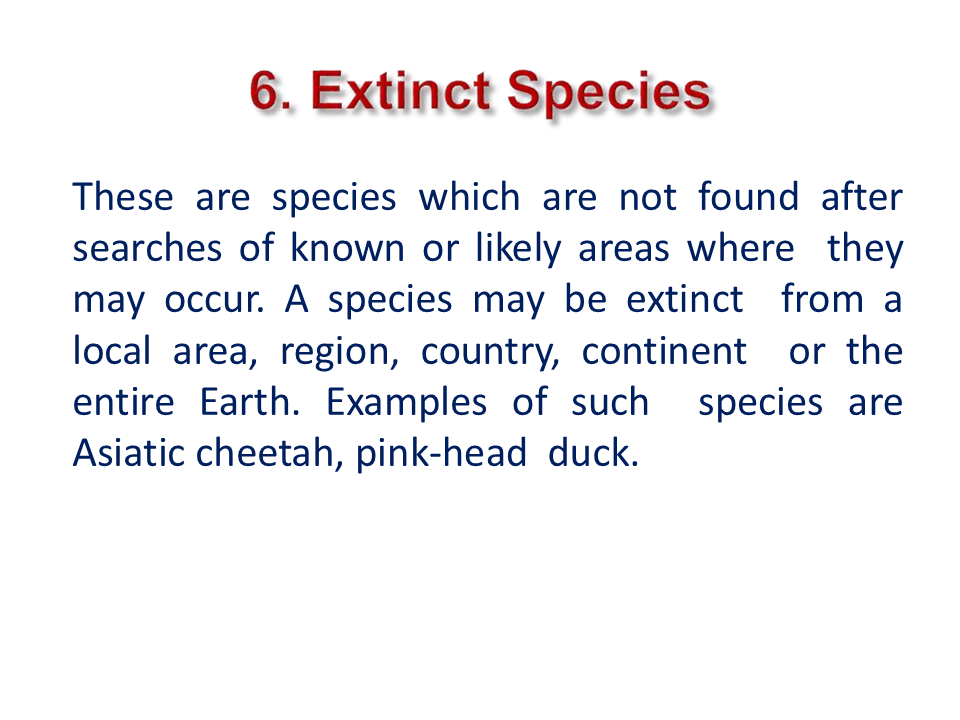 6. Extinct Species
These are species which are not found after
searches of known or likely areas where they
may occur. A species may be extinct from a
local area, region, country, continent or the
entire Earth. Examples of such species are
Asiatic cheetah, pink-head duck.